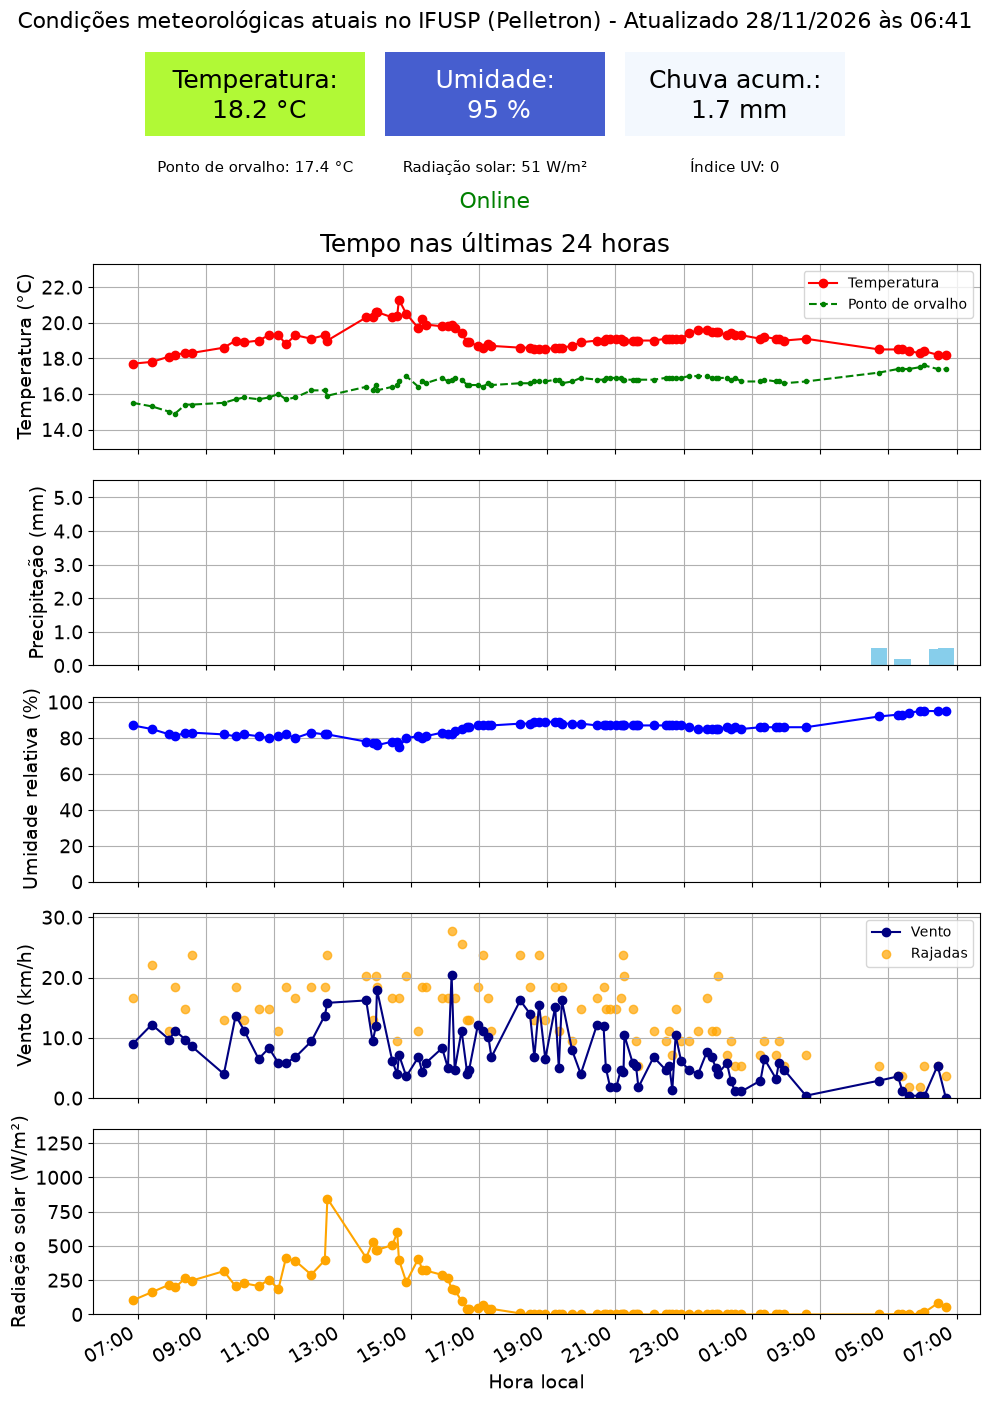 Condições meteorológicas atuais no IFUSP (Pelletron) - Atualizado 28/11/2026 às 06:41
Temperatura:
18.2 °C
Umidade:
95 %
Chuva acum.:
1.7 mm
Ponto de orvalho: 17.4 °C
Radiação solar: 51 W/m²
Índice UV: 0
Online
Tempo nas últimas 24 horas
Temperatura (°C)
22.0
20.0
18.0
16.0
14.0
Temperatura
Ponto de orvalho
Precipitação (mm)
5.0
4.0
3.0
2.0
1.0
0.0
Umidade relativa (%)
100
80
60
40
20
0
Vento (km/h)
30.0
20.0
10.0
0.0
Vento
Rajadas
Radiação solar (W/m²)
1250
1000
750
500
250
0
07:00
09:00
11:00
13:00
15:00
17:00
19:00
21:00
23:00
01:00
03:00
05:00
07:00
Hora local